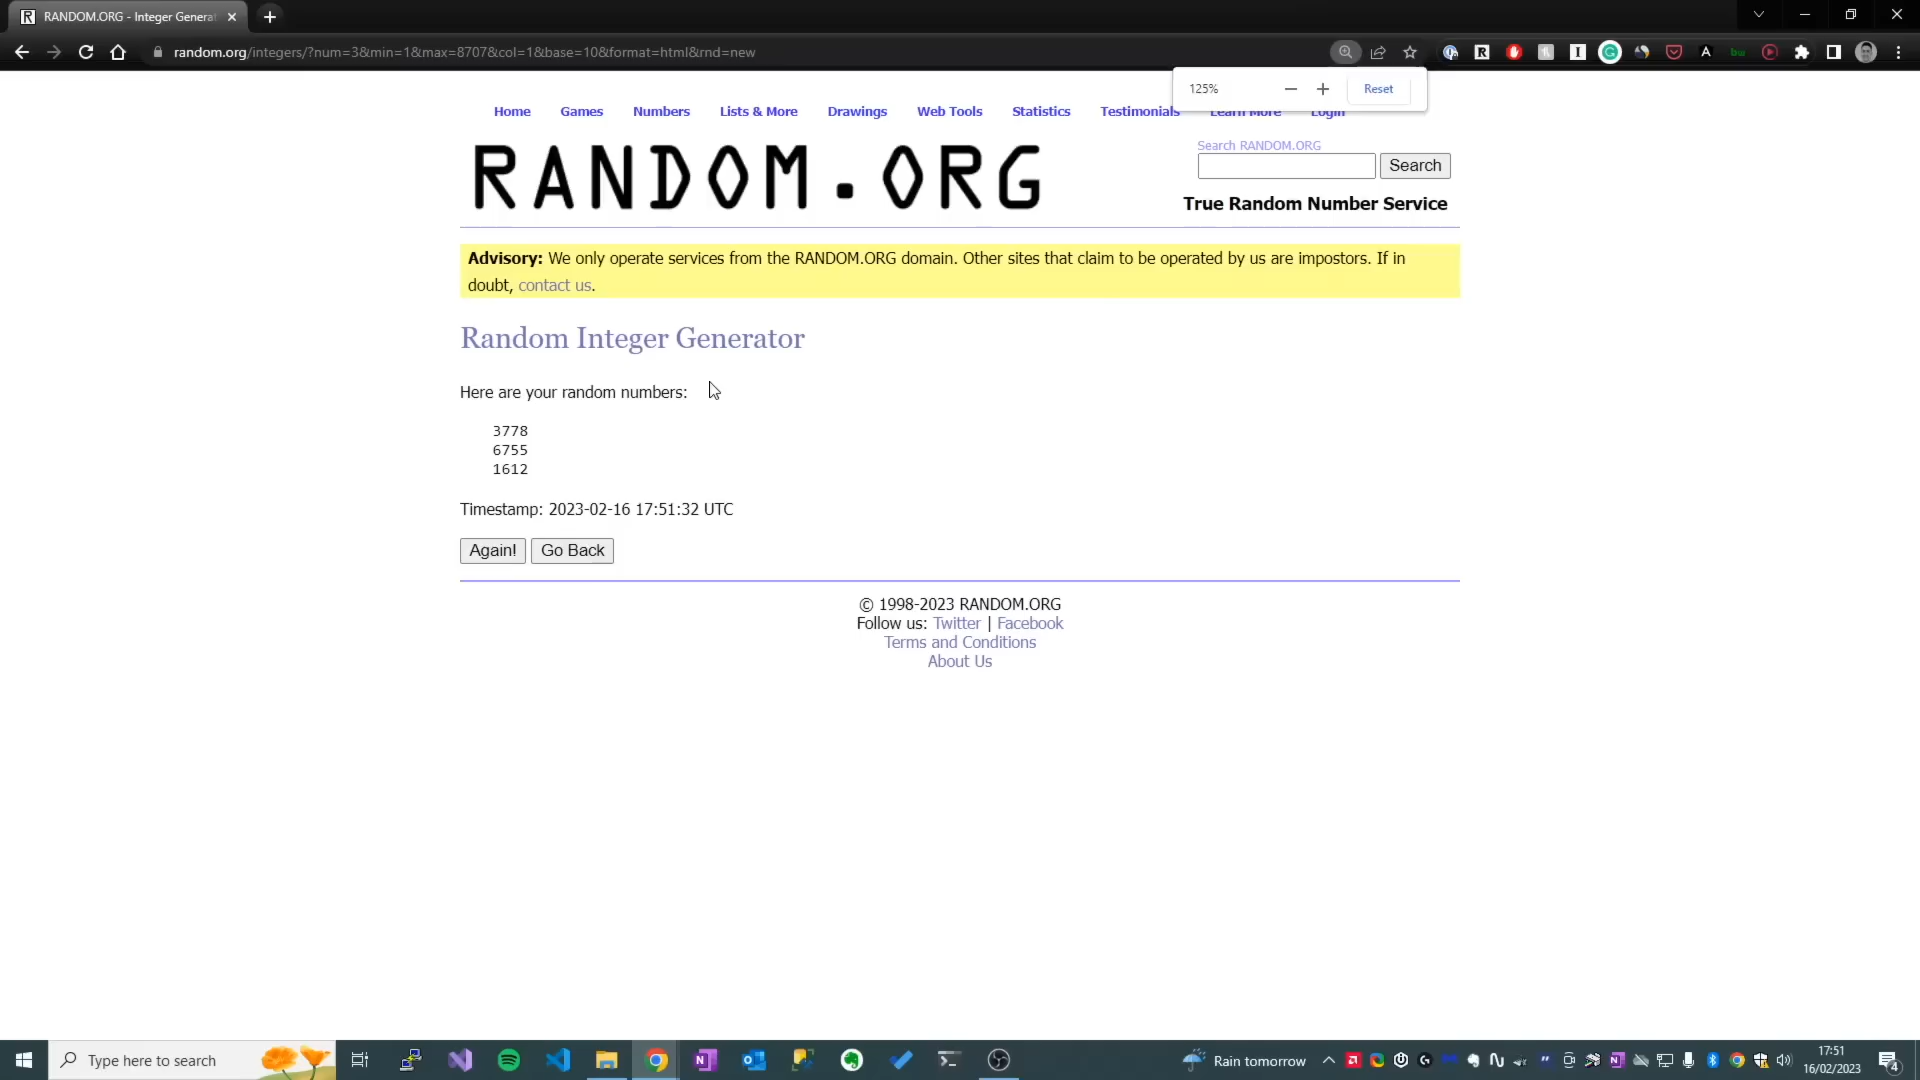 RANDOM.ORG - Integer Genera
random.org/integers/?num=3&min=1&max=8707&col=1&base=10&format=html&rnd=new
125%
Reset
Home Games Numbers Lists & More Drawings Web Tools Statistics Testimonials Learn More Login
RANDOM.ORG
Search RANDOM.ORG
Search
True Random Number Service
Advisory: We only operate services from the RANDOM.ORG domain. Other sites that claim to be operated by us are impostors. If in
doubt, contact us.
Random Integer Generator
Here are your random numbers:
3778
6755
1612
Timestamp: 2023-02-16 17:51:32 UTC
Again! Go Back
© 1998-2023 RANDOM.ORG
Follow us: Twitter | Facebook
Terms and Conditions
About Us
Type here to search
Rain tomorrow
17:51
16/02/2023
4